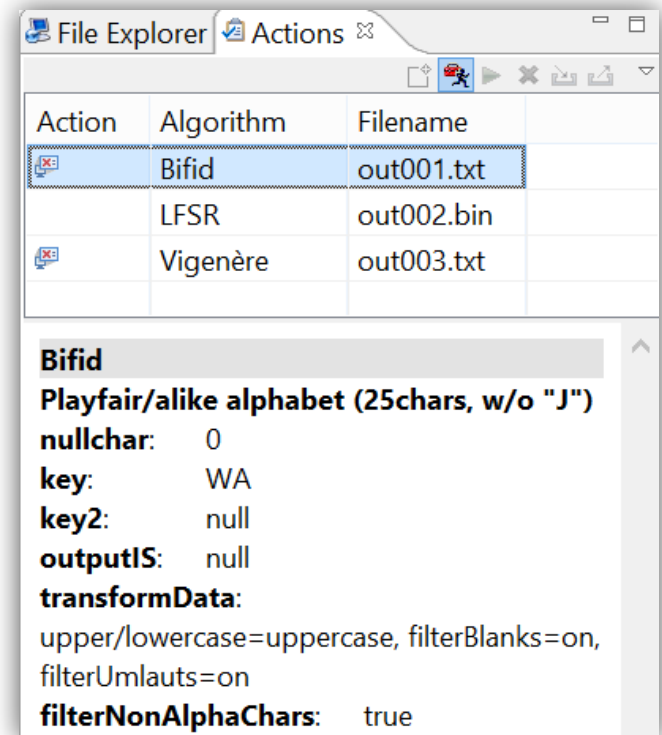 File Explorer Actions
Action Algorithm Filename
Bifid out001.txt
LFSR out002.bin
Vigenère out003.txt
Bifid
Playfair/alike alphabet (25chars, w/o "J")
nullchar: 0
key: WA
key2: null
outputIS: null
transformData:
upper/lowercase=uppercase, filterBlanks=on,
filterUmlauts=on
filterNonAlphaChars: true